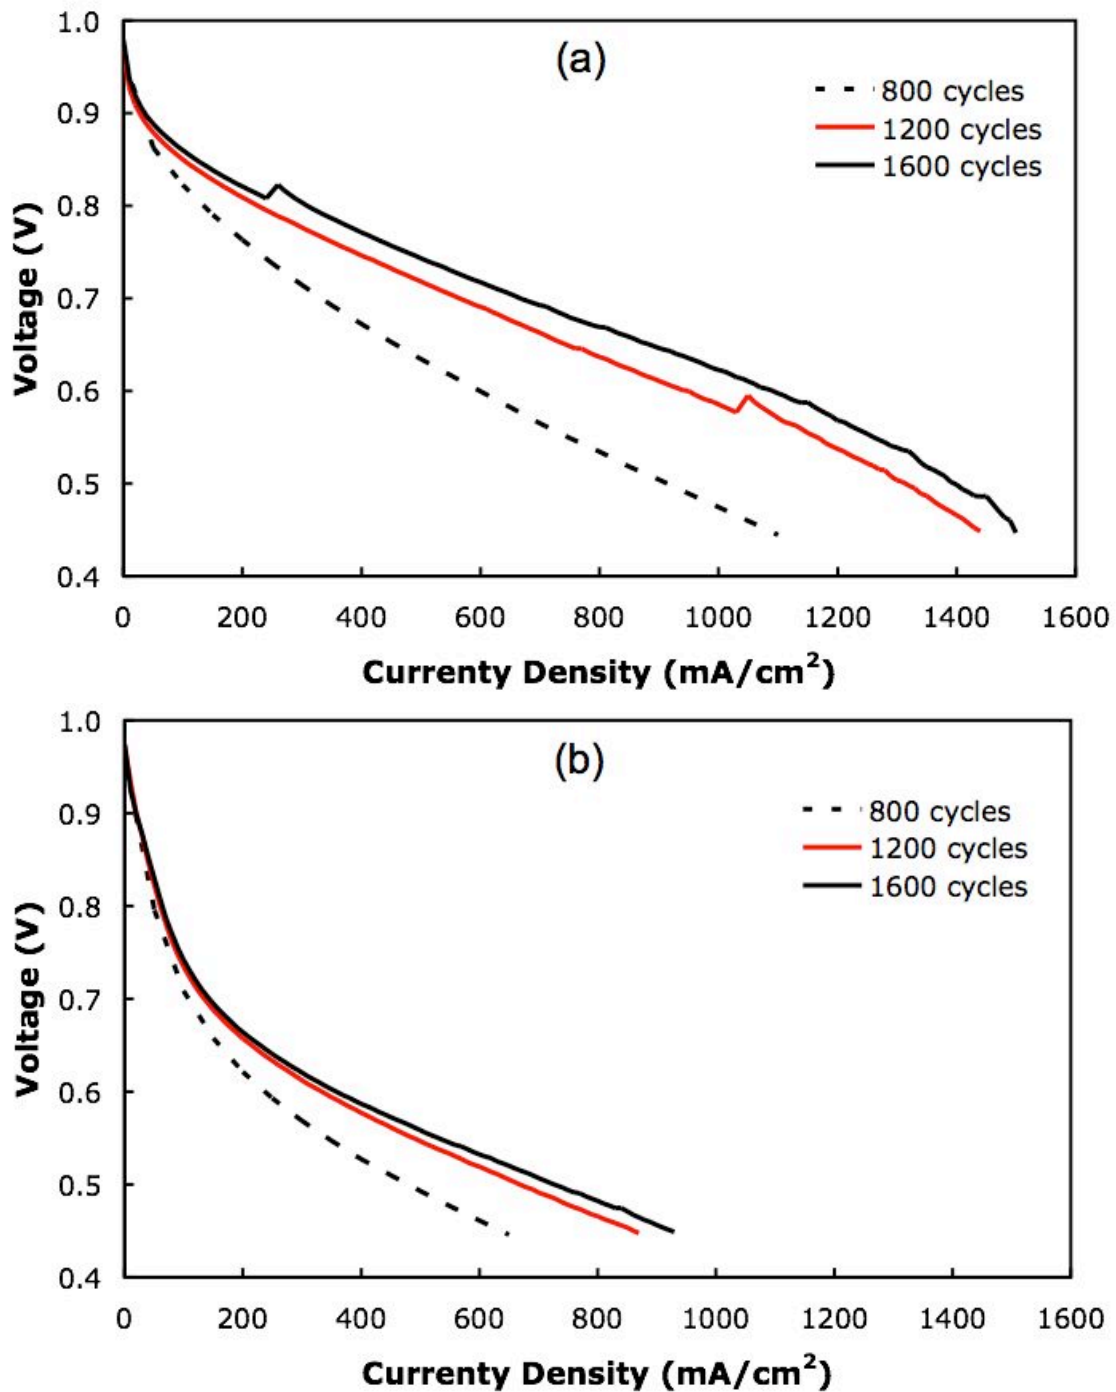 (a)
1.0
0.9
0.8
0.7
0.6
0.5
0.4
Voltage (V)
800 cycles
1200 cycles
1600 cycles
0 200 400 600 800 1000 1200 1400 1600
Currenty Density (mA/cm²)
(b)
1.0
0.9
0.8
0.7
0.6
0.5
0.4
Voltage (V)
800 cycles
1200 cycles
1600 cycles
0 200 400 600 800 1000 1200 1400 1600
Currenty Density (mA/cm²)